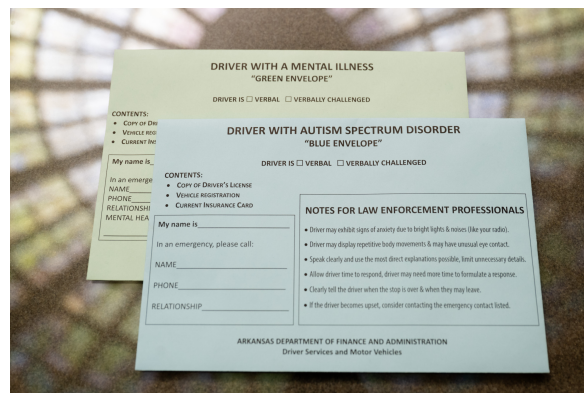 DRIVER WITH A MENTAL ILLNESS
"GREEN ENVELOPE"
DRIVER IS ☐ VERBAL ☐ VERBALLY CHALLENGED
CONTENTS:
• COPY OF
• VEHICLE
• CURRENT
My name is_
In an
NAME
PHONE
MENTAL
DRIVER WITH AUTISM SPECTRUM DISORDER
"BLUE ENVELOPE"
DRIVER IS ☐ VERBAL ☐ VERBALLY CHALLENGED
CONTENTS:
• COPY OF DRIVER'S LICENSE
• VEHICLE REGISTRATION
• CURRENT INSURANCE CARD
My name is
In an emergency, please call:
NAME
PHONE
RELATIONSHIP
NOTES FOR LAW ENFORCEMENT PROFESSIONALS
• Driver may exhibit signs of anxiety due to bright lights & noises (like your radio).
• Driver may display repetitive body movements & may have unusual eye contact.
• Speak clearly and use the most direct explanations possible, limit unnecessary details.
• Allow driver time to respond, driver may need more time to formulate a response.
• Clearly tell the driver when the stop is over & when they may leave.
• If the driver becomes upset, consider contacting the emergency contact listed.
ARKANSAS DEPARTMENT OF FINANCE AND ADMINISTRATION
Driver Services and Motor Vehicles